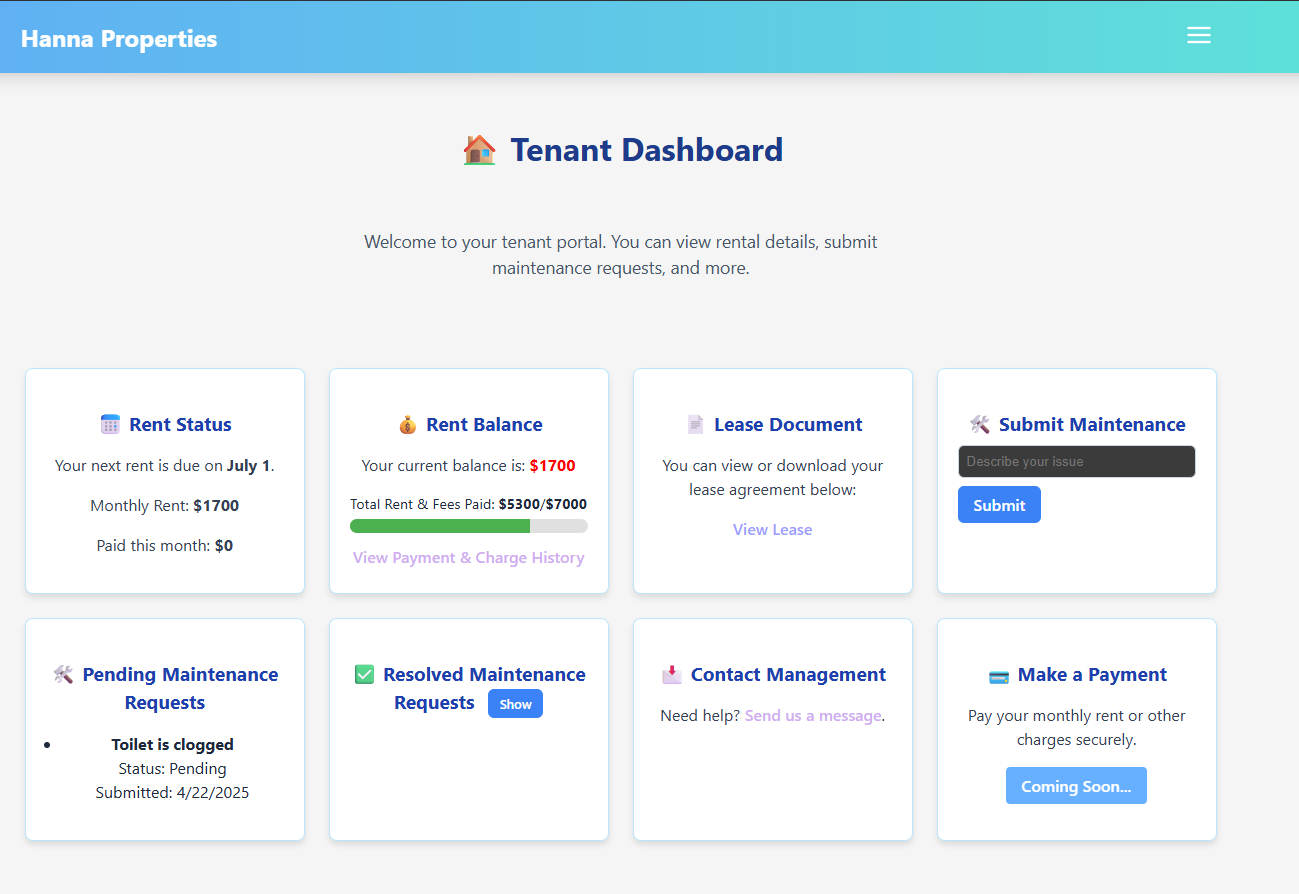 Hanna Properties
Tenant Dashboard
Welcome to your tenant portal. You can view rental details, submit
maintenance requests, and more.
Rent Status
Your next rent is due on July 1.
Monthly Rent: $1700
Paid this month: $0
Rent Balance
Your current balance is: $1700
Total Rent & Fees Paid: $5300/$7000
View Payment & Charge History
Lease Document
You can view or download your
lease agreement below:
View Lease
Submit Maintenance
Describe your issue
Submit
Pending Maintenance
Requests
• Toilet is clogged
Status: Pending
Submitted: 4/22/2025
Resolved Maintenance
Requests Show
Contact Management
Need help? Send us a message.
Make a Payment
Pay your monthly rent or other
charges securely.
Coming Soon...